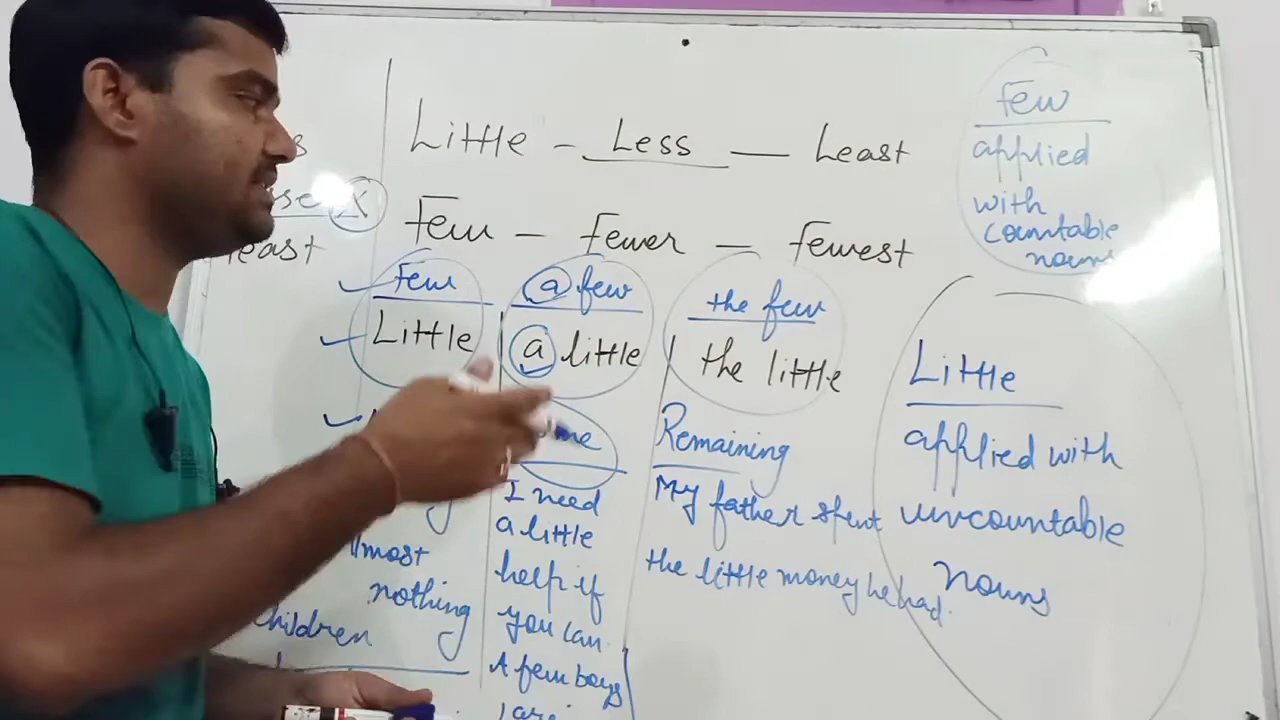 Little - Less — Least
Few - Fewer - Fewest
Few
Little
a few
a little
the few
the little
most
nothing
children
I need
a little
help if
you can.
A few boys
Remaining
My father spent
the little money he had.
Few
applied
with
countable
nouns
Little
applied with
uncountable
nouns